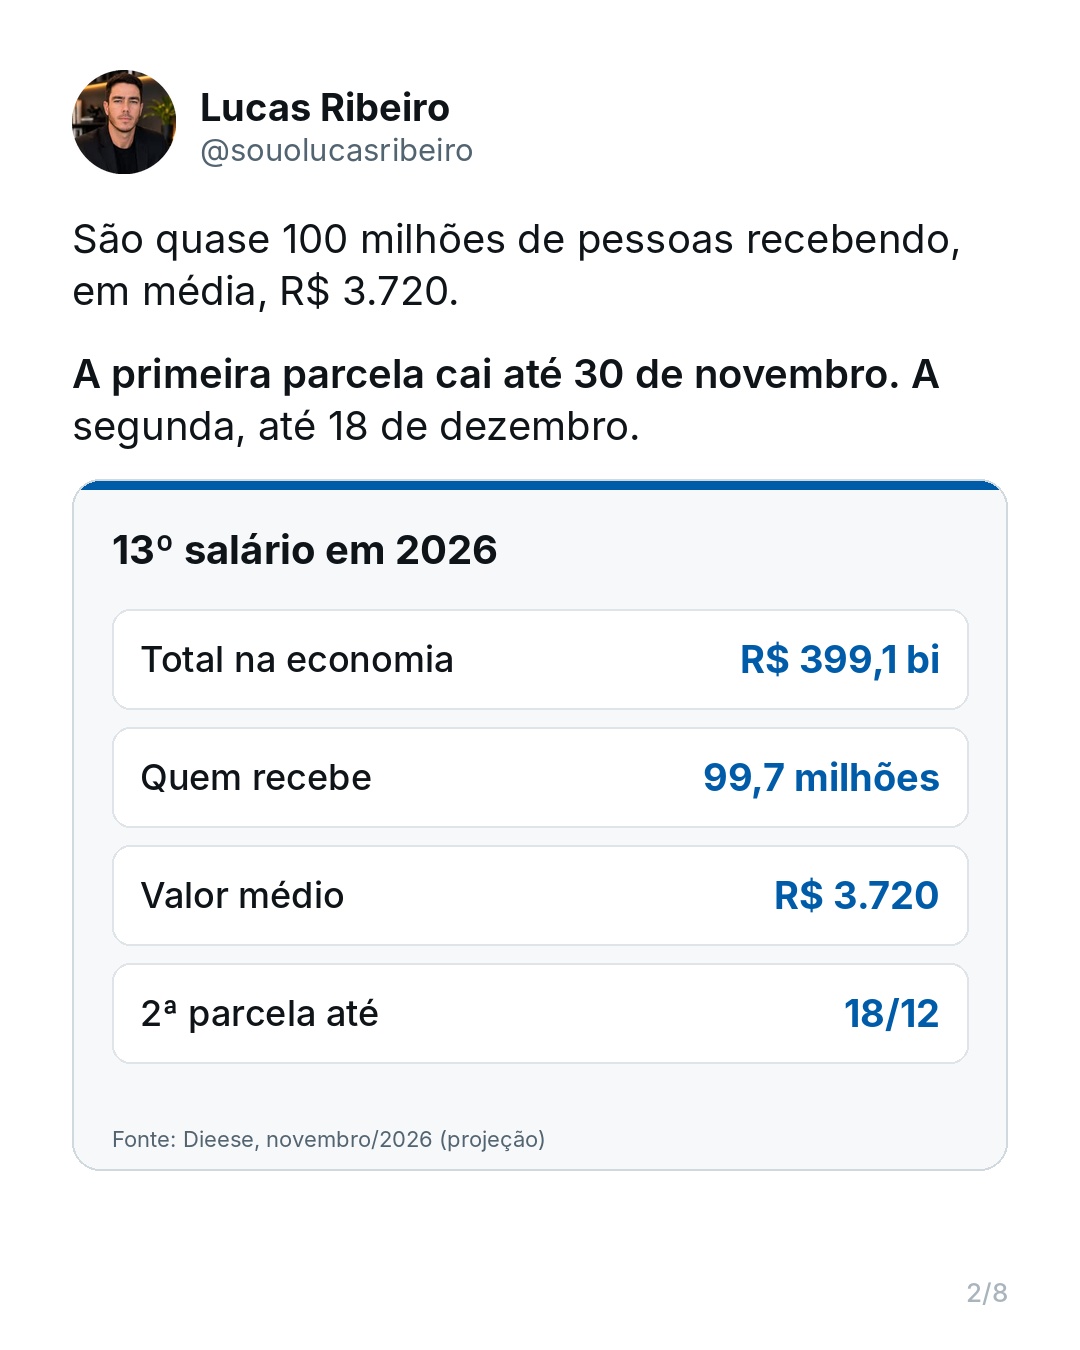 Lucas Ribeiro
@souolucasribeiro
São quase 100 milhões de pessoas recebendo,
em média, R$ 3.720.
A primeira parcela cai até 30 de novembro. A
segunda, até 18 de dezembro.
13º salário em 2026
Total na economia R$ 399,1 bi
Quem recebe 99,7 milhões
Valor médio R$ 3.720
2ª parcela até 18/12
Fonte: Dieese, novembro/2026 (projeção)
2/8